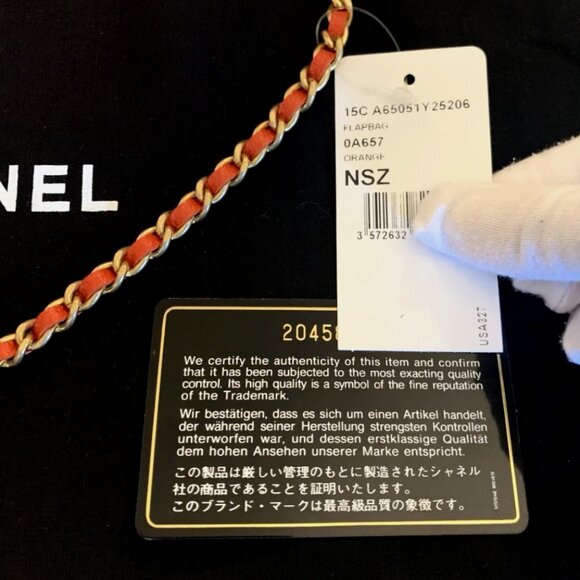 15C A65051Y25206
FLAPBAG
0A657
ORANGE
NSZ
3 572632
USA327
NEL
20458
We certify the authenticity of this item and confirm
that it has been subjected to the most exacting quality
control. Its high quality is a symbol of the fine reputation
of the Trademark.
Wir bestätigen, dass es sich um einen Artikel handelt,
der während seiner Herstellung strengsten Kontrollen
unterworfen war, und dessen erstklassige Qualität
dem hohen Ansehen unserer Marke entspricht.
この製品は厳しい管理のもとに製造されたシャネル
社の商品であることを証明いたします。
このブランド・マークは最高級品質の象徴です。